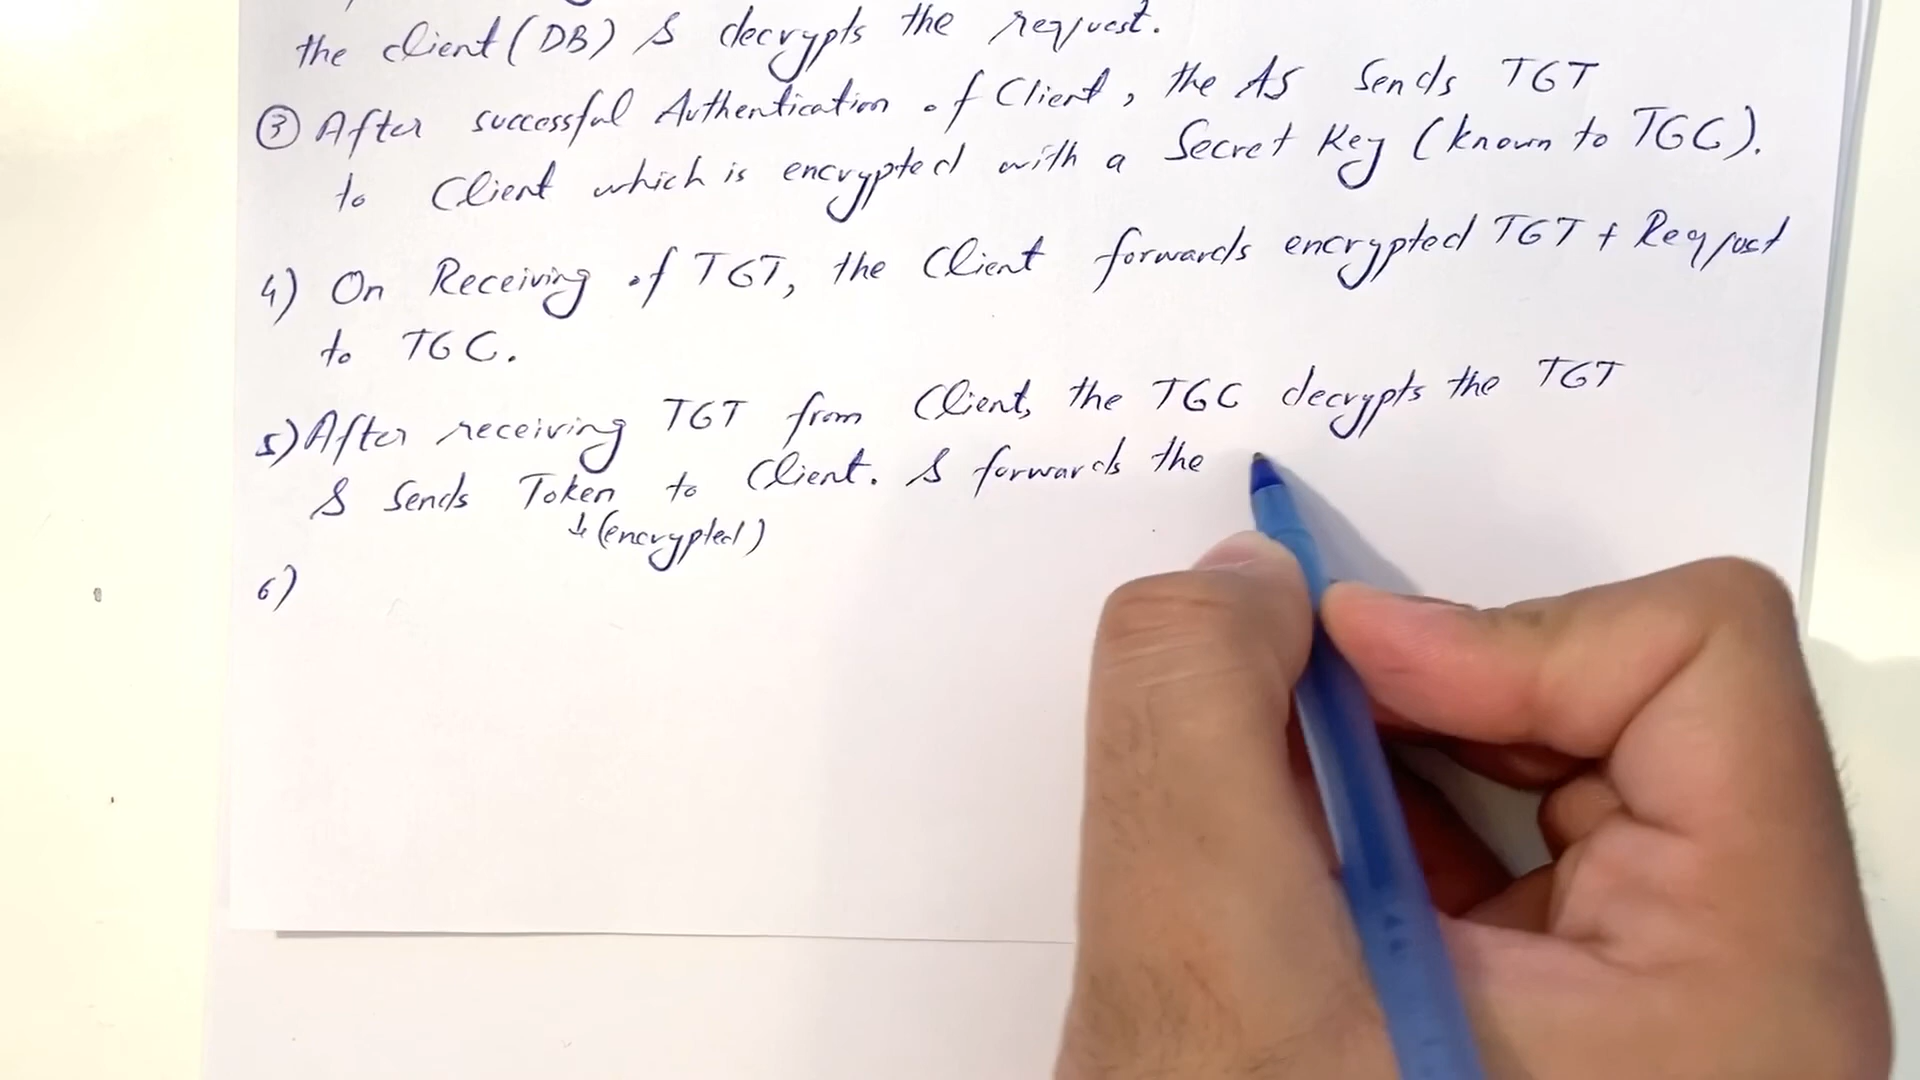 the client (DB) & decrypts the request.
③ After successful Authentication of Client, the AS Sends TGT
to Client which is encrypted with a Secret Key (known to TGC).
4) On Receiving of TGT, the Client forwards encrypted TGT + Request
to TGC.
5) After receiving TGT from Client, the TGC decrypts the TGT
& Sends Token to Client. & forwards the
↓ (encrypted)
6)